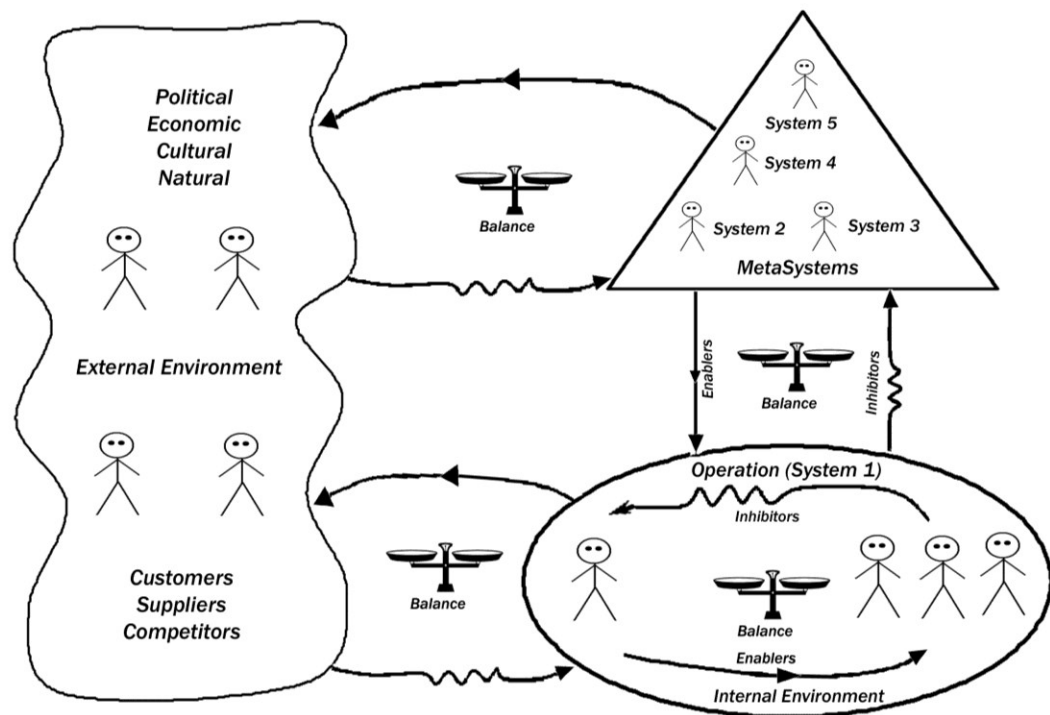 Political
Economic
Cultural
Natural
External Environment
Customers
Suppliers
Competitors
Balance
System 5
System 4
System 2
System 3
MetaSystems
Enablers
Balance
Inhibitors
Balance
Operation (System 1)
Inhibitors
Balance
Enablers
Internal Environment